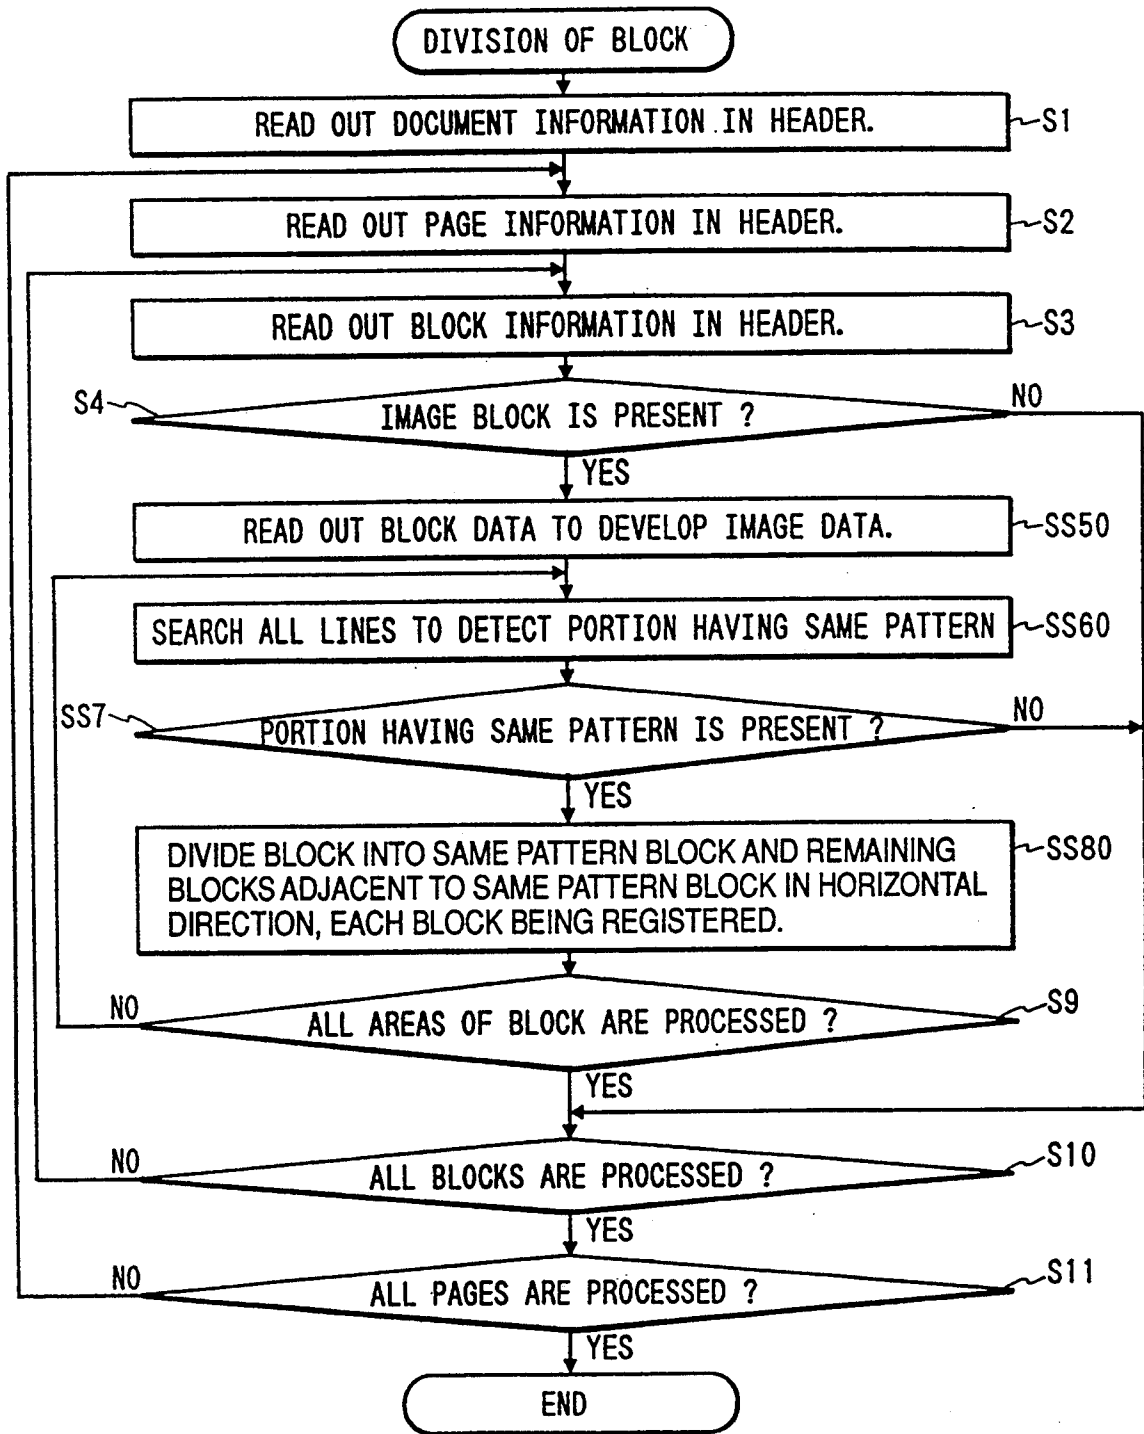 DIVISION OF BLOCK
READ OUT DOCUMENT INFORMATION IN HEADER.
S1
READ OUT PAGE INFORMATION IN HEADER.
S2
READ OUT BLOCK INFORMATION IN HEADER.
S3
S4
IMAGE BLOCK IS PRESENT ?
NO
YES
READ OUT BLOCK DATA TO DEVELOP IMAGE DATA.
SS50
SEARCH ALL LINES TO DETECT PORTION HAVING SAME PATTERN
SS60
SS7
PORTION HAVING SAME PATTERN IS PRESENT ?
NO
YES
DIVIDE BLOCK INTO SAME PATTERN BLOCK AND REMAINING
BLOCKS ADJACENT TO SAME PATTERN BLOCK IN HORIZONTAL
DIRECTION, EACH BLOCK BEING REGISTERED.
SS80
NO
ALL AREAS OF BLOCK ARE PROCESSED ?
S9
YES
NO
ALL BLOCKS ARE PROCESSED ?
S10
YES
NO
ALL PAGES ARE PROCESSED ?
S11
YES
END